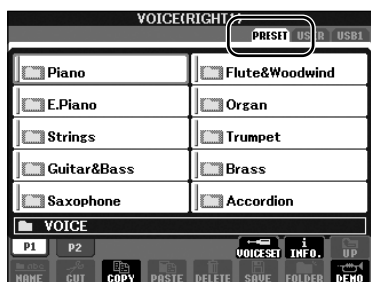 VOICE(RIGHT1)
PRESET USER USB1
Piano Flute&Woodwind
E.Piano Organ
Strings Trumpet
Guitar&Bass Brass
Saxophone Accordion
VOICE
P1 P2 VOICESET INFO. UP
NAME CUT COPY PASTE DELETE SAVE FOLDER DEMO